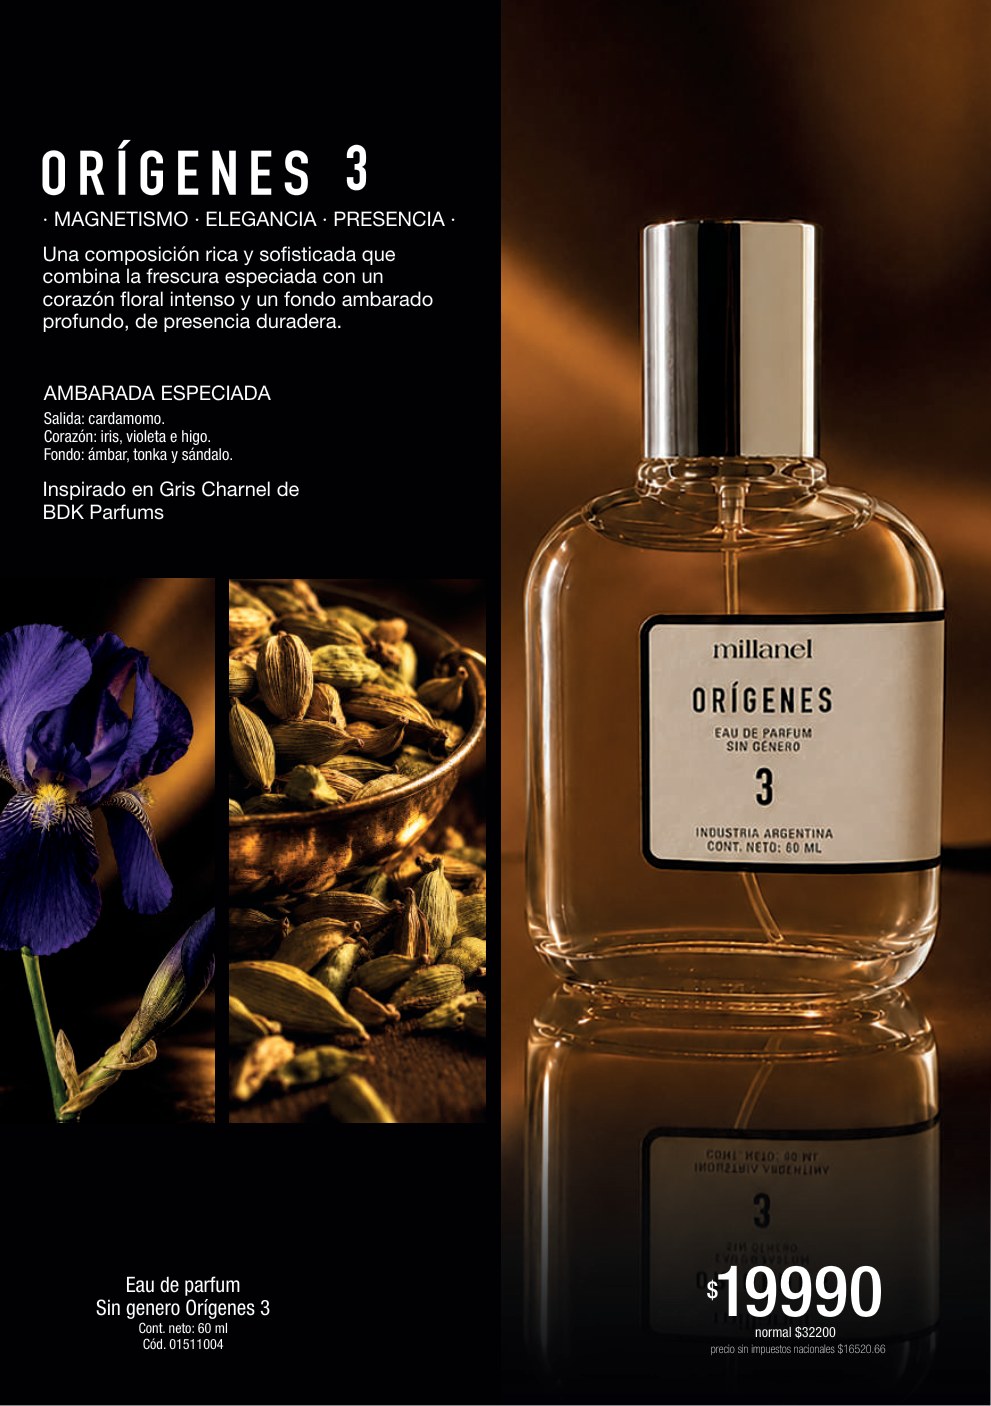 ORÍGENES 3
· MAGNETISMO · ELEGANCIA · PRESENCIA ·
Una composición rica y sofisticada que
combina la frescura especiada con un
corazón floral intenso y un fondo ambarado
profundo, de presencia duradera.
AMBARADA ESPECIADA
Salida: cardamomo.
Corazón: iris, violeta e higo.
Fondo: ámbar, tonka y sándalo.
Inspirado en Gris Charnel de
BDK Parfums
millanel
ORÍGENES
EAU DE PARFUM
SIN GÉNERO
3
INDUSTRIA ARGENTINA
CONT. NETO: 60 ML
Eau de parfum
Sin genero Orígenes 3
Cont. neto: 60 ml
Cód. 01511004
$19990
normal $32200
precio sin impuestos nacionales $16520.66